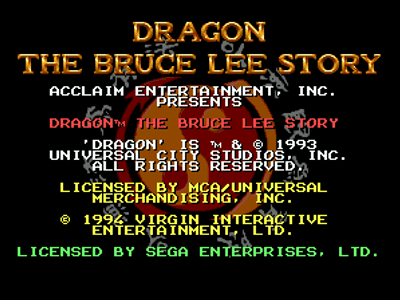 DRAGON
THE BRUCE LEE STORY
ACCLAIM ENTERTAINMENT, INC.
PRESENTS
DRAGON™ THE BRUCE LEE STORY
'DRAGON' IS ™ & © 1993
UNIVERSAL CITY STUDIOS, INC.
ALL RIGHTS RESERVED.
LICENSED BY MCA/UNIVERSAL
MERCHANDISING, INC.
© 1994 VIRGIN INTERACTIVE
ENTERTAINMENT, LTD.
LICENSED BY SEGA ENTERPRISES, LTD.